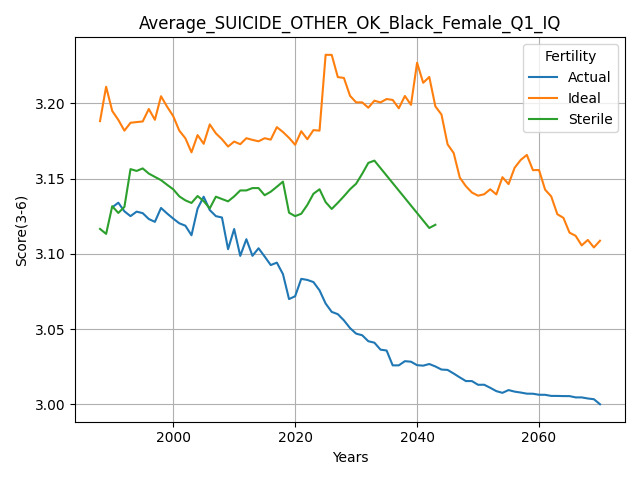 Average_SUICIDE_OTHER_OK_Black_Female_Q1_IQ
Fertility
Actual
Ideal
Sterile
Score(3-6)
3.20
3.15
3.10
3.05
3.00
2000
2020
2040
2060
Years